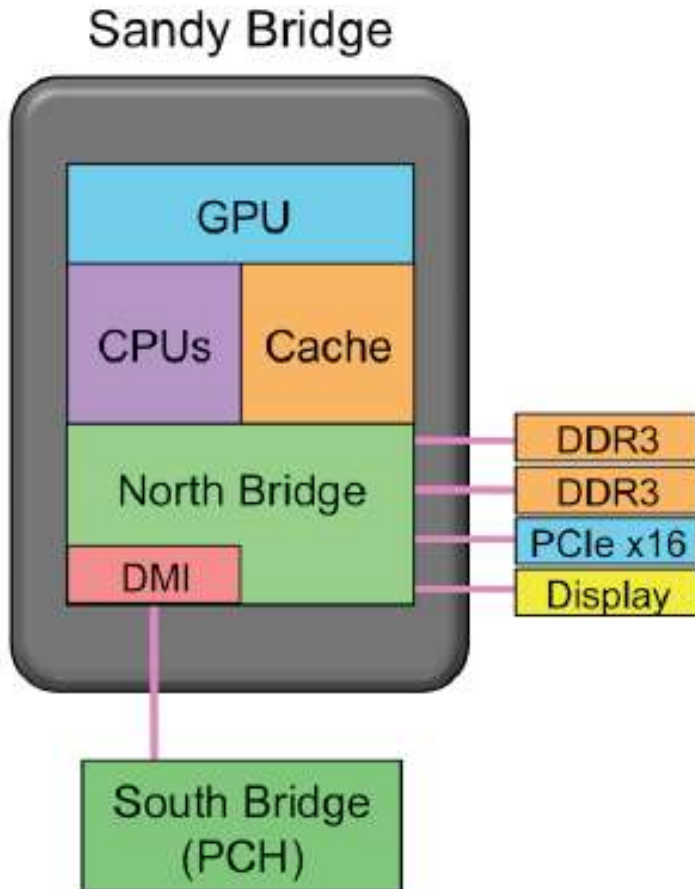 Sandy Bridge
GPU
CPUs
Cache
North Bridge
DMI
DDR3
DDR3
PCIe x16
Display
South Bridge
(PCH)